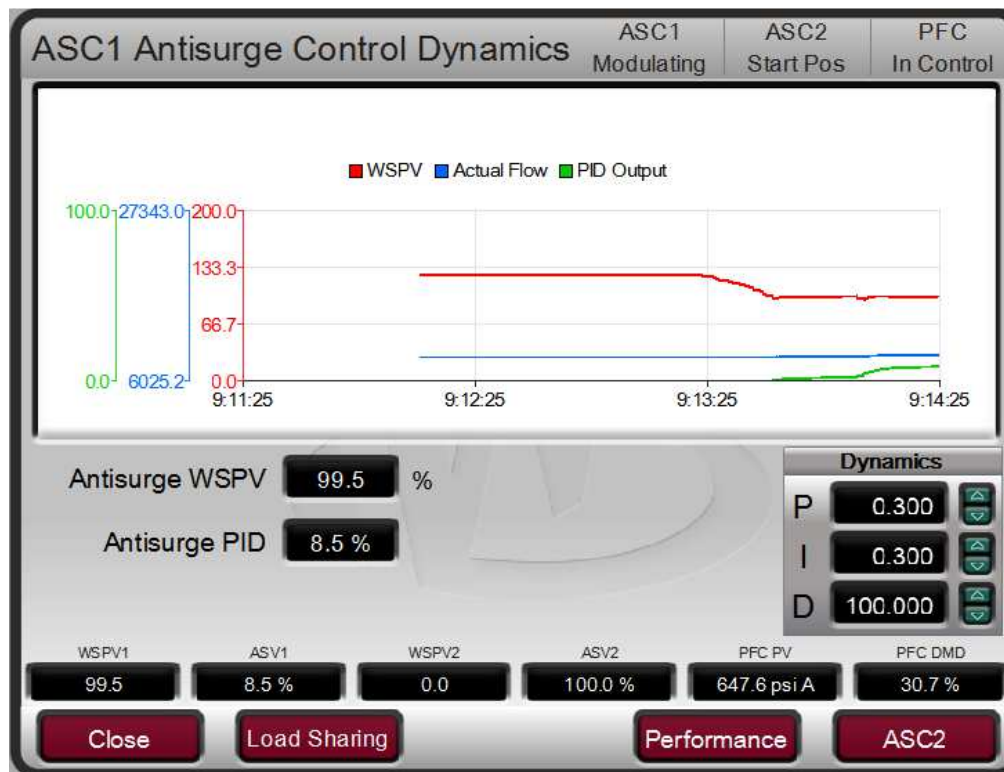 ASC1 Antisurge Control Dynamics
ASC1 Modulating
ASC2 Start Pos
PFC In Control
WSPV Actual Flow PID Output
100.0 27343.0 200.0
133.3
66.7
0.0 6025.2 0.0
9:11:25 9:12:25 9:13:25 9:14:25
Antisurge WSPV 99.5 %
Antisurge PID 8.5 %
Dynamics
P 0.300
I 0.300
D 100.000
WSPV1 ASV1 WSPV2 ASV2 PFC PV PFC DMD
99.5 8.5 % 0.0 100.0 % 647.6 psi A 30.7 %
Close Load Sharing Performance ASC2